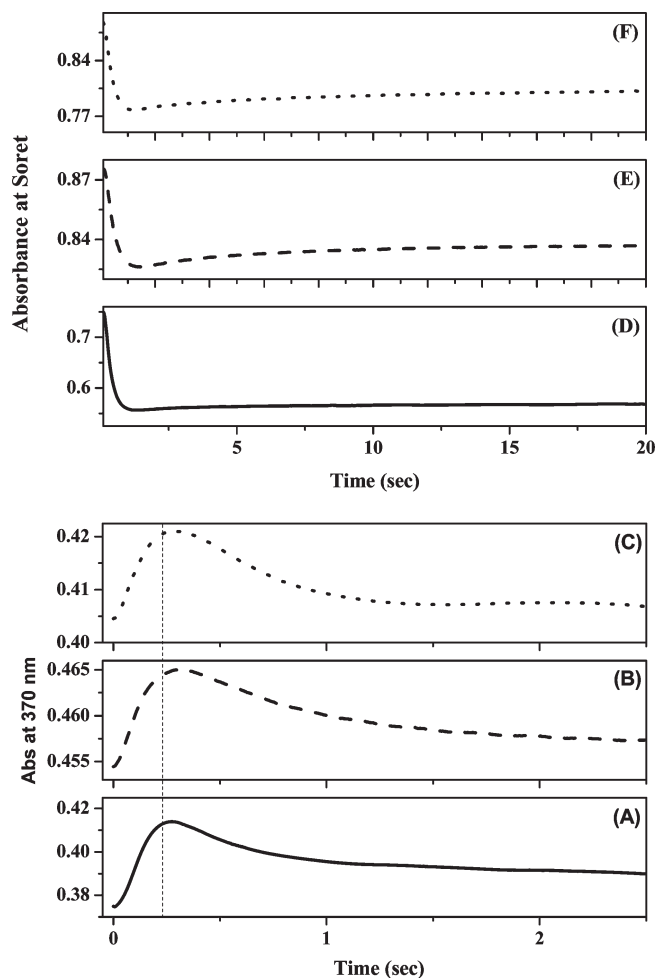 Absorbance at Soret
0.84
0.77
(F)
0.87
0.84
(E)
0.7
0.6
(D)
5 10 15 20
Time (sec)
Abs at 370 nm
0.42
0.41
0.40
(C)
0.465
0.460
0.455
(B)
0.42
0.40
0.38
(A)
0 1 2
Time (sec)